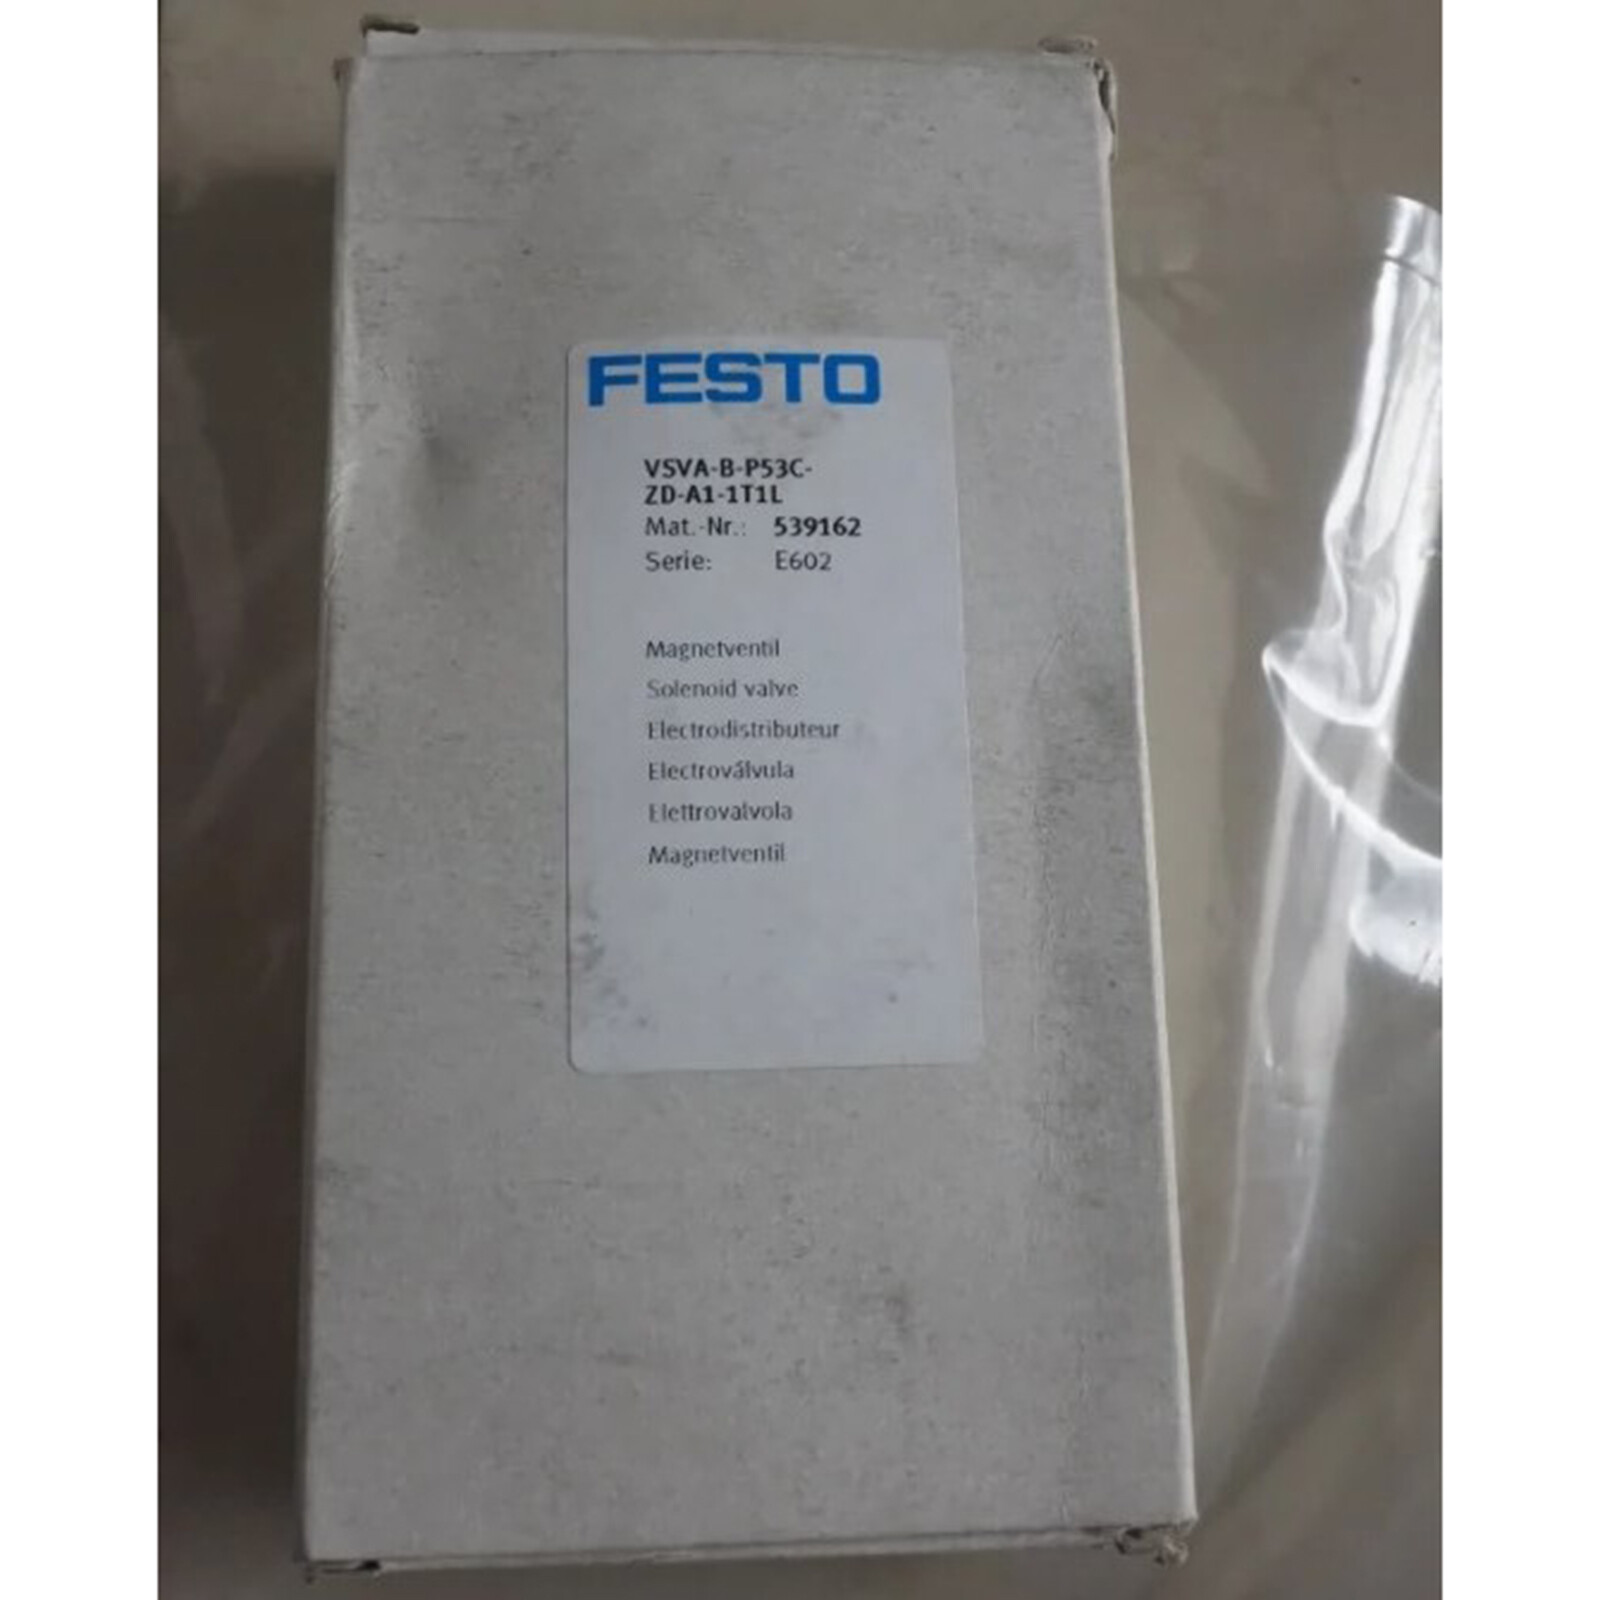 FESTO
VSVA-B-P53C-
ZD-A1-1T1L
Mat.-Nr.: 539162
Serie: E602
Magnetventil
Solenoid valve
Electrodistributeur
Electroválvula
Elettrovalvola
Magnetventil